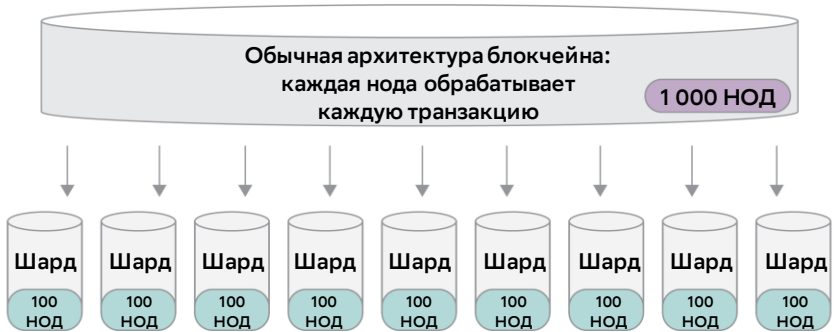 Обычная архитектура блокчейна:
каждая нода обрабатывает
каждую транзакцию
1 000 НОД
Шард Шард Шард Шард Шард Шард Шард Шард Шард
100 100 100 100 100 100 100 100 100
НОД НОД НОД НОД НОД НОД НОД НОД НОД